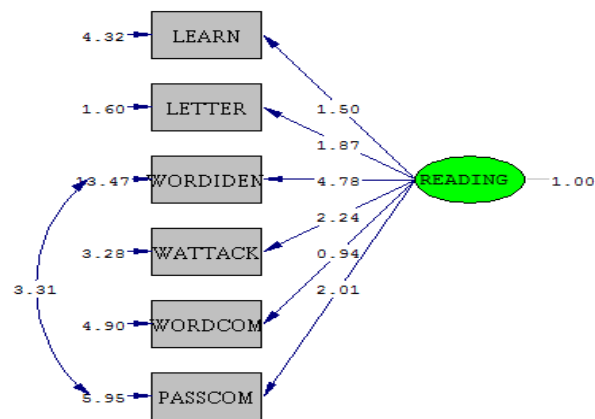 4.32 LEARN
1.50
1.60 LETTER
1.87
13.47 WORDIDEN 4.78 READING 1.00
2.24
3.28 WATTACK 0.94
3.31
2.01
4.90 WORDCOM
5.95 PASSCOM